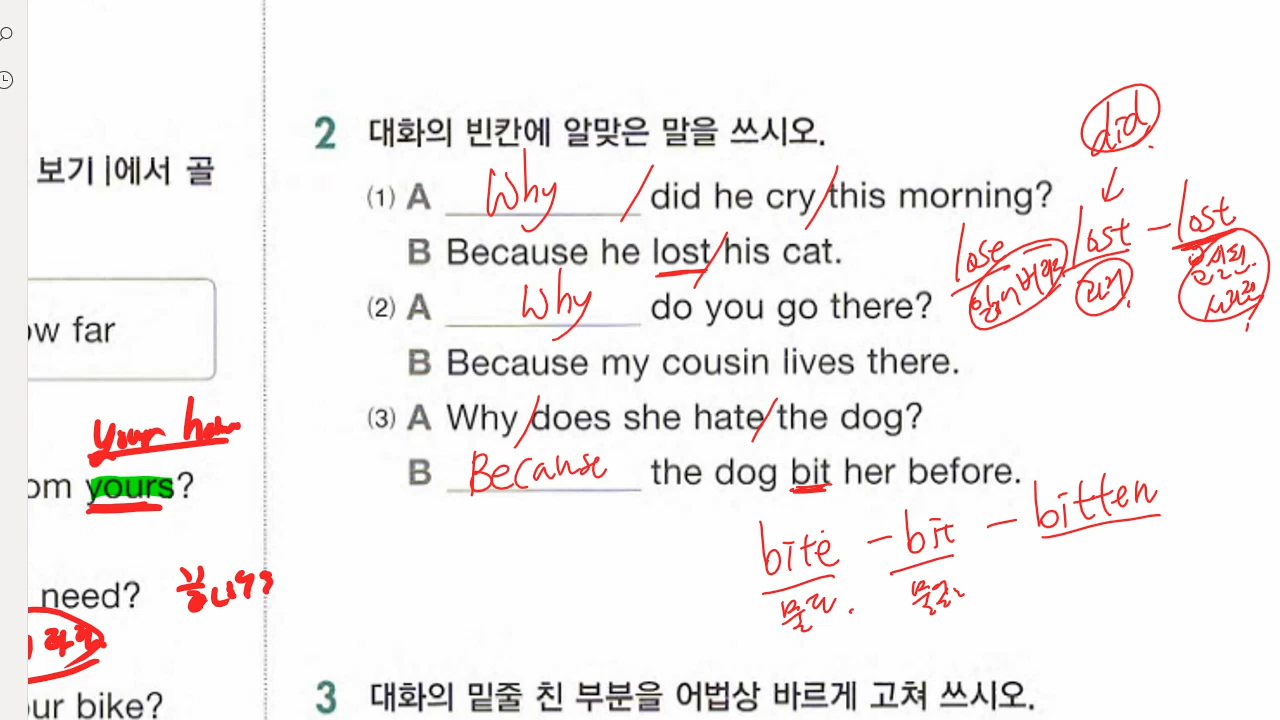 보기 |에서 골
ow far
your
om yours?
need?
ur bike?
2 대화의 빈칸에 알맞은 말을 쓰시오.
did
(1) A Why did he cry this morning?
B Because he lost his cat.
lose - lost - lost
(2) A Why do you go there?
B Because my cousin lives there.
(3) A Why does she hate the dog?
B Because the dog bit her before.
bite - bit - bitten
3 대화의 밑줄 친 부분을 어법상 바르게 고쳐 쓰시오.